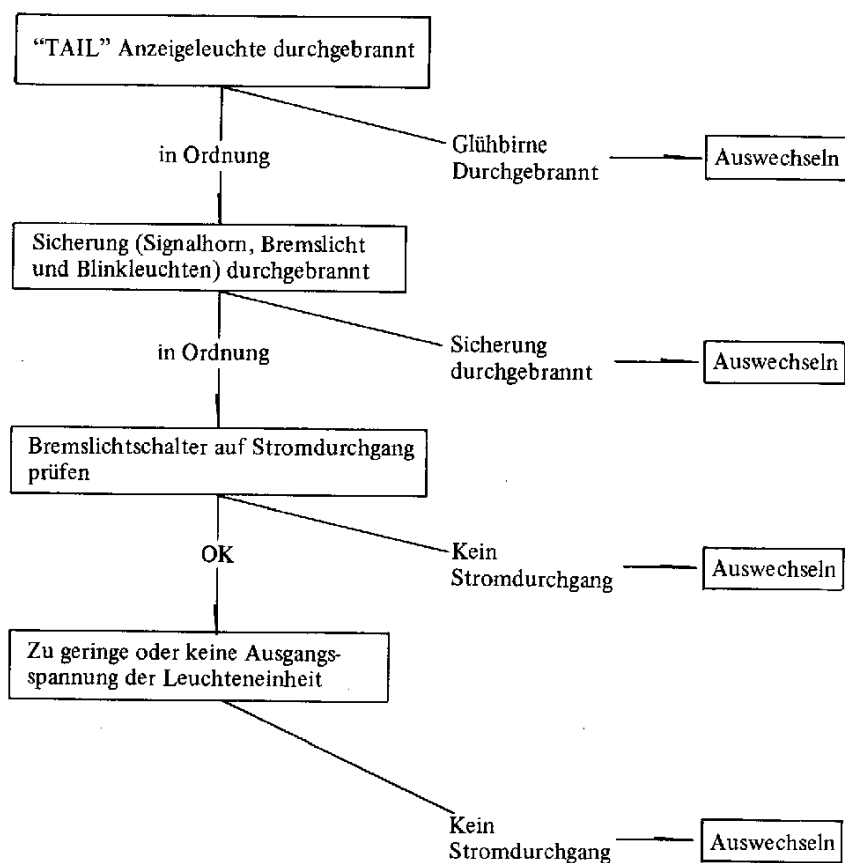 “TAIL” Anzeigeleuchte durchgebrannt
in Ordnung
Glühbirne
Durchgebrannt
Auswechseln
Sicherung (Signalhorn, Bremslicht
und Blinkleuchten) durchgebrannt
in Ordnung
Sicherung
durchgebrannt
Auswechseln
Bremslichtschalter auf Stromdurchgang
prüfen
OK
Kein
Stromdurchgang
Auswechseln
Zu geringe oder keine Ausgangs-
spannung der Leuchteneinheit
Kein
Stromdurchgang
Auswechseln